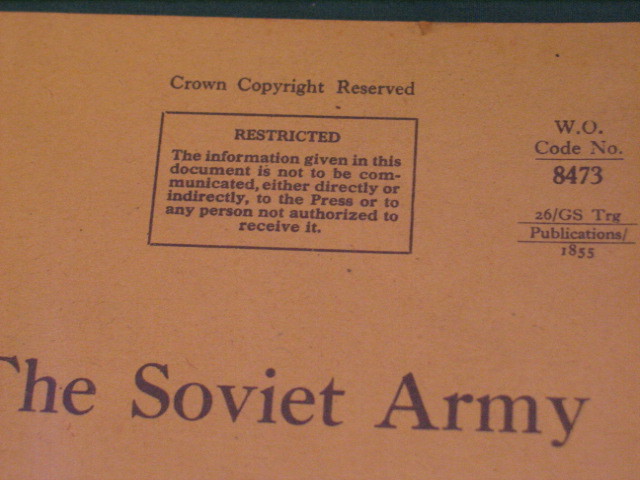 Crown Copyright Reserved
RESTRICTED
The information given in this
document is not to be com-
municated, either directly or
indirectly, to the Press or to
any person not authorized to
receive it.
W.O.
Code No.
8473
26/GS Trg
Publications/
1855
The Soviet Army